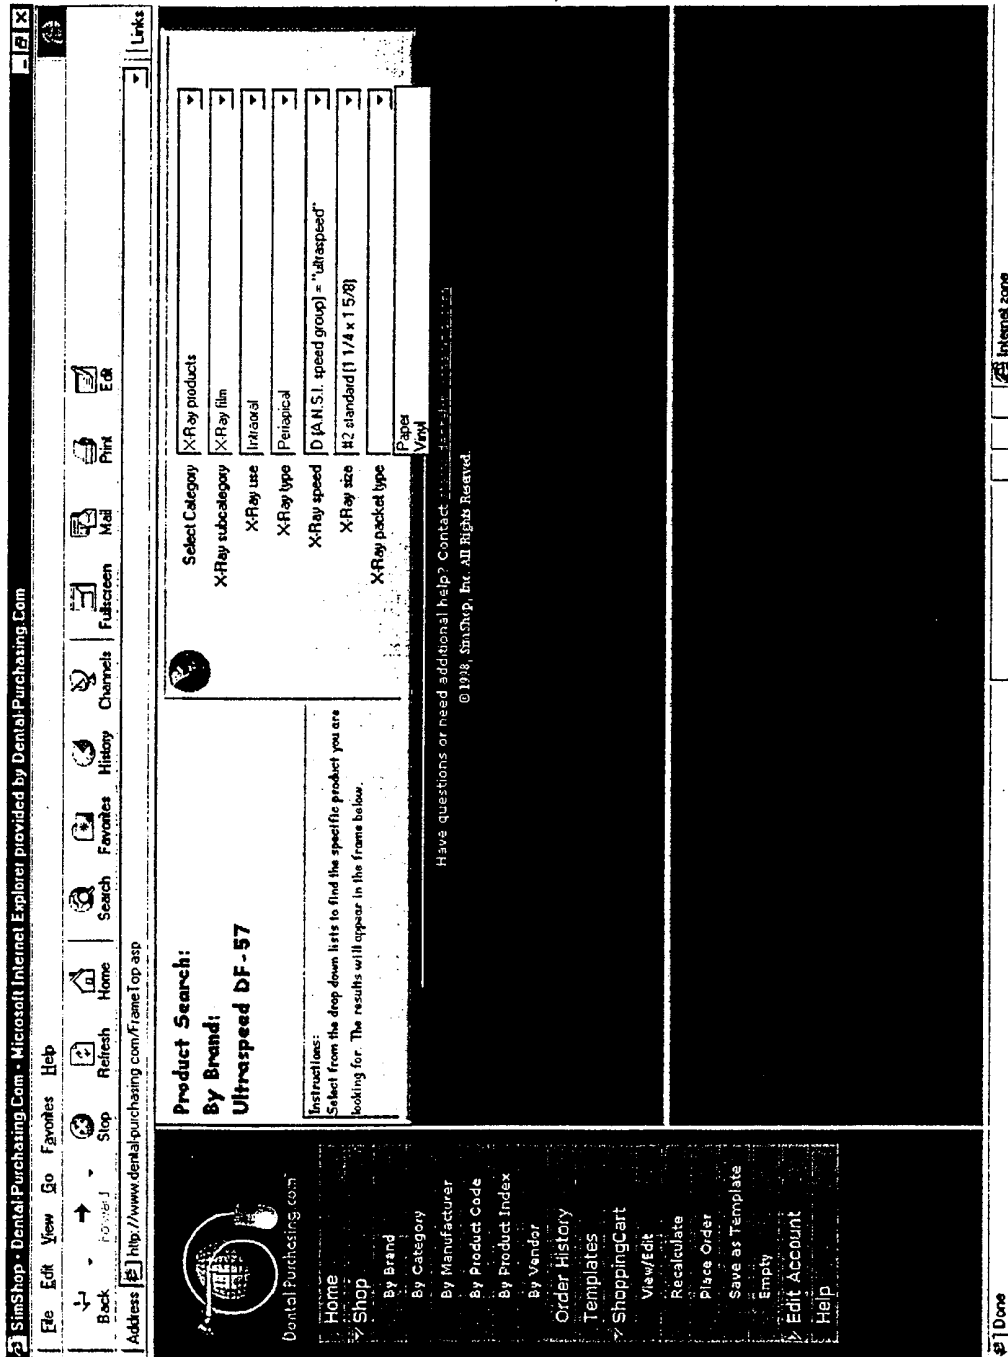 SimShop - Dental-Purchasing.Com - Microsoft Internet Explorer provided by Dental-Purchasing.Com
File Edit View Go Favorites Help
Back Forward Stop Refresh Home Search Favorites History Channels Fullscreen Mail Print Edit
Address http://www.dental-purchasing.com/FrameTop.asp Links
Dental Purchasing.com
Home
Shop
By Brand
By Category
By Manufacturer
By Product Code
By Product Index
By Vendor
Order History
Templates
ShoppingCart
View/Edit
Recalculate
Place Order
Save as Template
Empty
Edit Account
Help
Product Search:
By Brand:
Ultraspeed DF-57
Instructions:
Select from the drop down lists to find the specific product you are
looking for. The results will appear in the frame below.
Select Category X-Ray products
X-Ray subcategory X-Ray film
X-Ray use Intraoral
X-Ray type Periapical
X-Ray speed D (A.N.S.I. speed group) = "ultraspeed"
X-Ray size #2 standard (1 1/4 x 1 5/8)
X-Ray packet type
Paper
Vinyl
Have questions or need additional help? Contact
©1998, SimShop, Inc. All Rights Reserved.
Done Internet zone